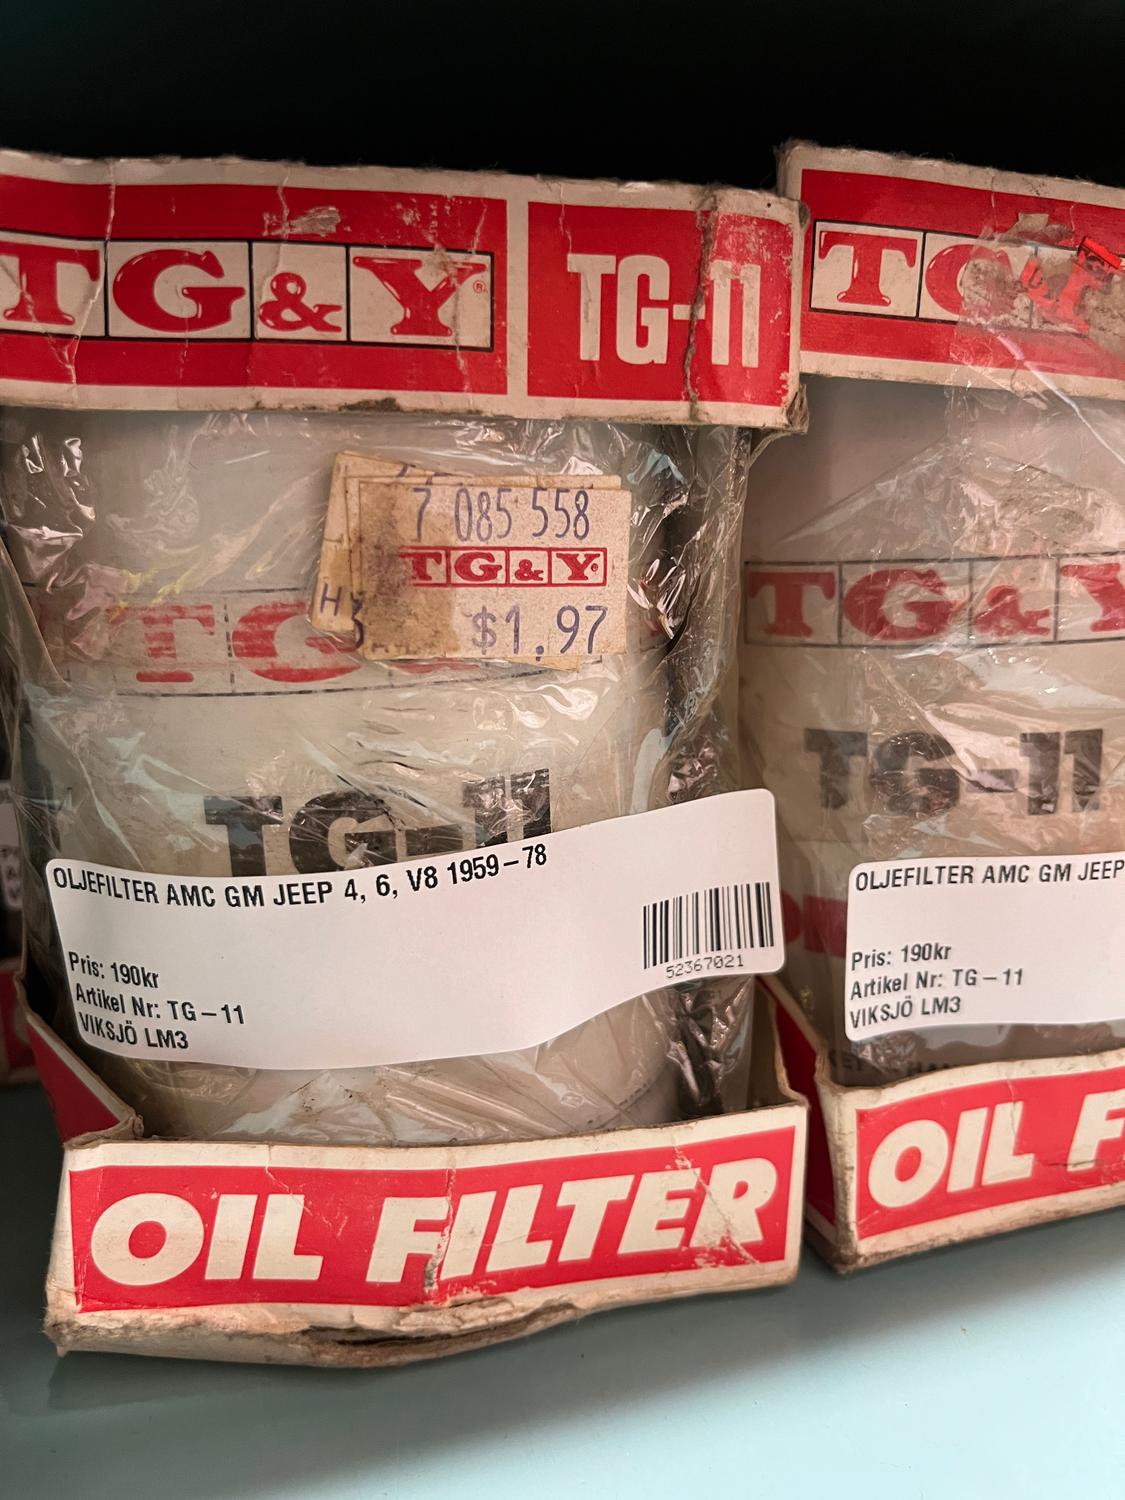 TG&Y® TG-11
7 085 558
TG&Y
$1.97
TG
TG-11
OLJEFILTER AMC GM JEEP 4, 6, V8 1959-78
Pris: 190kr
Artikel Nr: TG-11
VIKSJÖ LM3
52367021
OIL FILTER
TG&Y
TG-11
OLJEFILTER AMC GM JEEP
Pris: 190kr
Artikel Nr: TG-11
VIKSJÖ LM3
OIL F